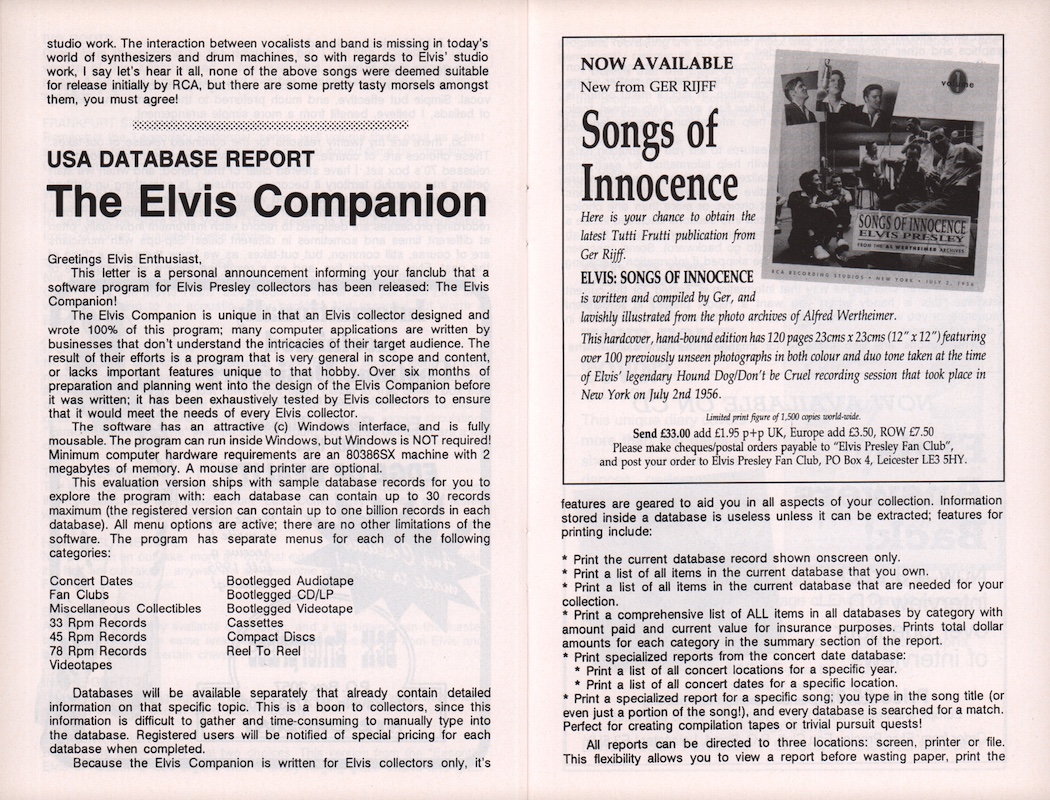 studio work. The interaction between vocalists and band is missing in today's
world of synthesizers and drum machines, so with regards to Elvis' studio
work, I say let's hear it all, none of the above songs were deemed suitable
for release initially by RCA, but there are some pretty tasty morsels amongst
them, you must agree!
USA DATABASE REPORT
The Elvis Companion
Greetings Elvis Enthusiast,
This letter is a personal announcement informing your fanclub that a
software program for Elvis Presley collectors has been released: The Elvis
Companion!
The Elvis Companion is unique in that an Elvis collector designed and
wrote 100% of this program; many computer applications are written by
businesses that don't understand the intricacies of their target audience. The
result of their efforts is a program that is very general in scope and content,
or lacks important features unique to that hobby. Over six months of
preparation and planning went into the design of the Elvis Companion before
it was written; it has been exhaustively tested by Elvis collectors to ensure
that it would meet the needs of every Elvis collector.
The software has an attractive (c) Windows interface, and is fully
mousable. The program can run inside Windows, but Windows is NOT required!
Minimum computer hardware requirements are an 80386SX machine with 2
megabytes of memory. A mouse and printer are optional.
This evaluation version ships with sample database records for you to
explore the program with: each database can contain up to 30 records
maximum (the registered version can contain up to one billion records in each
database). All menu options are active; there are no other limitations of the
software. The program has separate menus for each of the following
categories:
Concert Dates
Fan Clubs
Miscellaneous Collectibles
33 Rpm Records
45 Rpm Records
78 Rpm Records
Videotapes
Bootlegged Audiotape
Bootlegged CD/LP
Bootlegged Videotape
Cassettes
Compact Discs
Reel To Reel
Databases will be available separately that already contain detailed
information on that specific topic. This is a boon to collectors, since this
information is difficult to gather and time-consuming to manually type into
the database. Registered users will be notified of special pricing for each
database when completed.
Because the Elvis Companion is written for Elvis collectors only, it's
NOW AVAILABLE
New from GER RIJFF
Songs of
Innocence
Here is your chance to obtain the
latest Tutti Frutti publication from
Ger Rijff.
ELVIS: SONGS OF INNOCENCE
is written and compiled by Ger, and
lavishly illustrated from the photo archives of Alfred Wertheimer.
This hardcover, hand-bound edition has 120 pages 23cms x 23cms (12" x 12") featuring
over 100 previously unseen photographs in both colour and duo tone taken at the time
of Elvis' legendary Hound Dog/Don't be Cruel recording session that took place in
New York on July 2nd 1956.
Limited print figure of 1,500 copies world-wide.
Send £33.00 add £1.95 p+p UK, Europe add £3.50, ROW £7.50
Please make cheques/postal orders payable to "Elvis Presley Fan Club",
and post your order to Elvis Presley Fan Club, PO Box 4, Leicester LE3 5HY.
volume 1
SONGS OF INNOCENCE
ELVIS PRESLEY
FROM THE AL WERTHEIMER ARCHIVES
RCA RECORDING STUDIOS • NEW YORK • JULY 2, 1956
features are geared to aid you in all aspects of your collection. Information
stored inside a database is useless unless it can be extracted; features for
printing include:
* Print the current database record shown onscreen only.
* Print a list of all items in the current database that you own.
* Print a list of all items in the current database that are needed for your
collection.
* Print a comprehensive list of ALL items in all databases by category with
amount paid and current value for insurance purposes. Prints total dollar
amounts for each category in the summary section of the report.
* Print specialized reports from the concert date database:
* Print a list of all concert locations for a specific year.
* Print a list of all concert dates for a specific location.
* Print a specialized report for a specific song; you type in the song title (or
even just a portion of the song!), and every database is searched for a match.
Perfect for creating compilation tapes or trivial pursuit quests!
All reports can be directed to three locations: screen, printer or file.
This flexibility allows you to view a report before wasting paper, print the